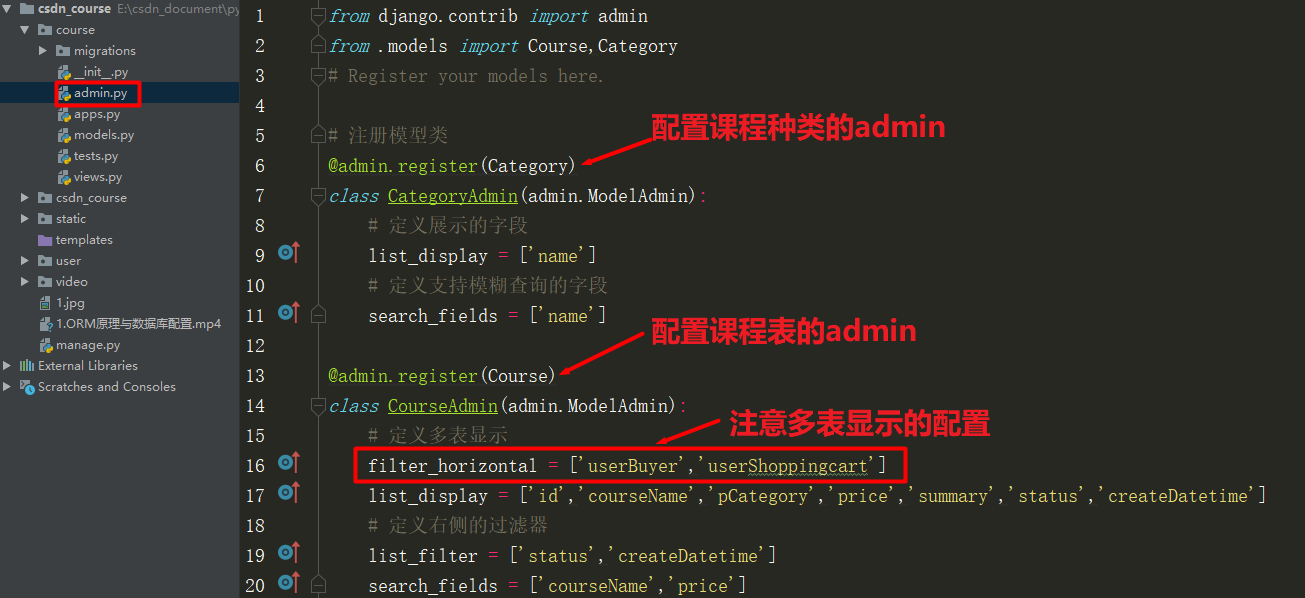 csdn_course E:\csdn_document\py
course
migrations
__init__.py
admin.py
apps.py
models.py
tests.py
views.py
csdn_course
static
templates
user
video
1.jpg
1.ORM原理与数据库配置.mp4
manage.py
External Libraries
Scratches and Consoles
1 from django.contrib import admin
2 from .models import Course,Category
3 # Register your models here.
4
5 # 注册模型类
配置课程种类的admin
6 @admin.register(Category)
7 class CategoryAdmin(admin.ModelAdmin):
8 # 定义展示的字段
9 list_display = ['name']
10 # 定义支持模糊查询的字段
11 search_fields = ['name']
配置课程表的admin
12
13 @admin.register(Course)
14 class CourseAdmin(admin.ModelAdmin):
注意多表显示的配置
15 # 定义多表显示
16 filter_horizontal = ['userBuyer','userShoppingcart']
17 list_display = ['id','courseName','pCategory','price','summary','status','createDatetime']
18 # 定义右侧的过滤器
19 list_filter = ['status','createDatetime']
20 search_fields = ['courseName','price']